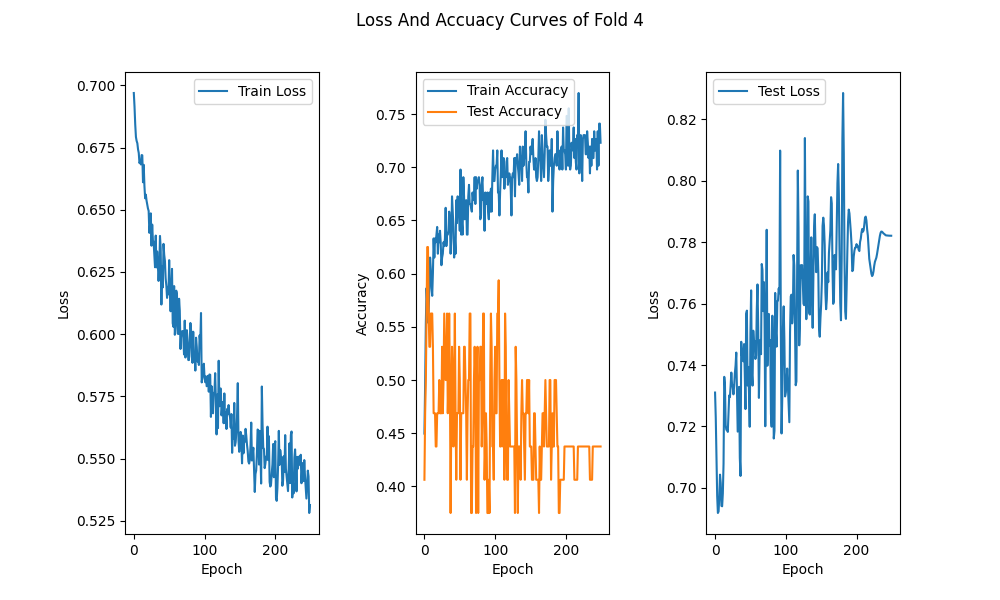 Loss And Accuacy Curves of Fold 4
0.700
0.675
0.650
0.625
0.600
0.575
0.550
0.525
Loss
0
100
200
Epoch
Train Loss
0.75
0.70
0.65
0.60
0.55
0.50
0.45
0.40
Accuracy
0
100
200
Epoch
Train Accuracy
Test Accuracy
0.82
0.80
0.78
0.76
0.74
0.72
0.70
Loss
0
100
200
Epoch
Test Loss